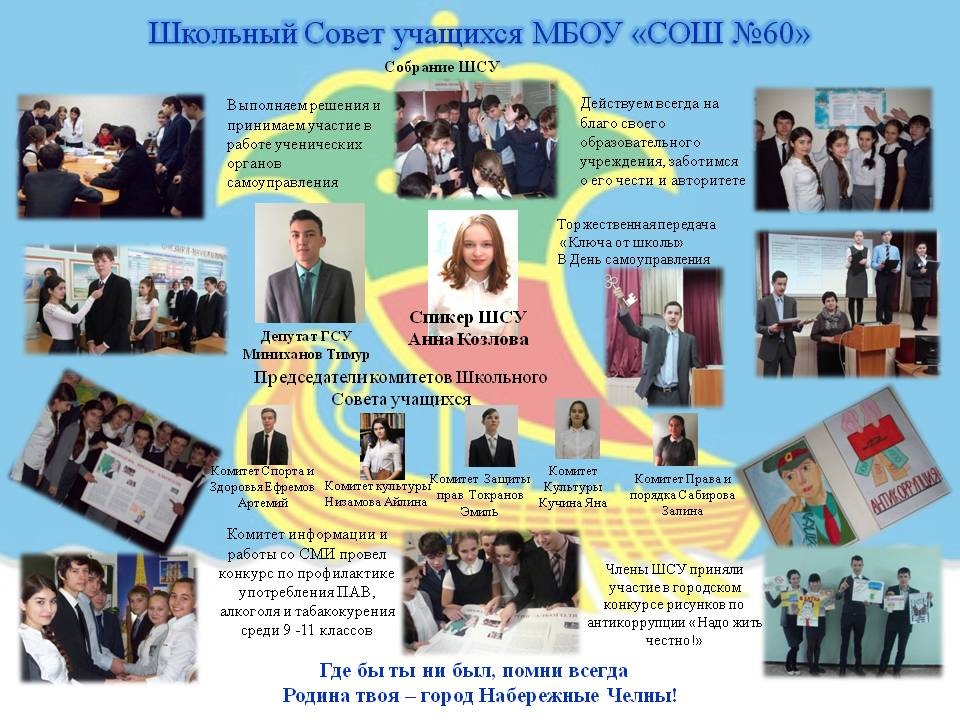 Школьный Совет учащихся МБОУ «СОШ №60»
Собрание ШСУ
Выполняем решения и
принимаем участие в
работе ученических
органов
самоуправления
Действуем всегда на
благо своего
образовательного
учреждения, заботимся
о его чести и авторитете
Торжественная передача
«Ключа от школы»
В День самоуправления
Депутат ГСУ
Миниханов Тимур
Спикер ШСУ
Анна Козлова
Председатели комитетов Школьного
Совета учащихся
Комитет Спорта и
Здоровья Ефремов
Артемий
Комитет культуры
Низамова Айлина
Комитет Защиты
прав Токранов
Эмиль
Комитет
Культуры
Кучина Яна
Комитет Права и
порядка Сабирова
Залина
АНТИКОРРУПЦИЯ
Комитет информации и
работы со СМИ провел
конкурс по профилактике
употребления ПАВ,
алкоголя и табакокурения
среди 9 -11 классов
Члены ШСУ приняли
участие в городском
конкурсе рисунков по
антикоррупции «Надо жить
честно!»
Где бы ты ни был, помни всегда
Родина твоя – город Набережные Челны!